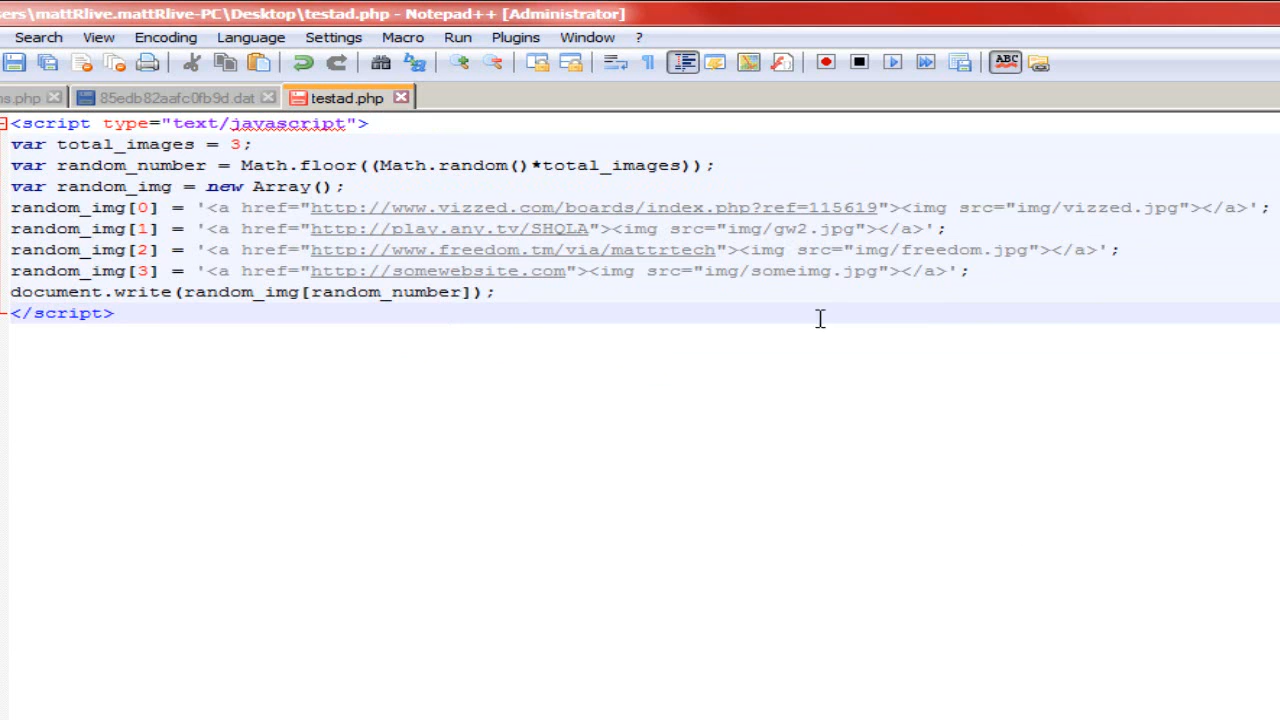 ers\mattRlive.mattRlive-PC\Desktop\testad.php - Notepad++ [Administrator]
Search View Encoding Language Settings Macro Run Plugins Window ?
ABC
ns.php 85edb82aafc0fb9d.dat testad.php
<script type="text/javascript">
var total_images = 3;
var random_number = Math.floor((Math.random()*total_images));
var random_img = new Array();
random_img[0] = '<a href="http://www.vizzed.com/boards/index.php?ref=115619"><img src="img/vizzed.jpg"></a>';
random_img[1] = '<a href="http://play.any.tv/SHQLA"><img src="img/gw2.jpg"></a>';
random_img[2] = '<a href="http://www.freedom.tm/via/mattrtech"><img src="img/freedom.jpg"></a>';
random_img[3] = '<a href="http://somewebsite.com"><img src="img/someimg.jpg"></a>';
document.write(random_img[random_number]);
</script>